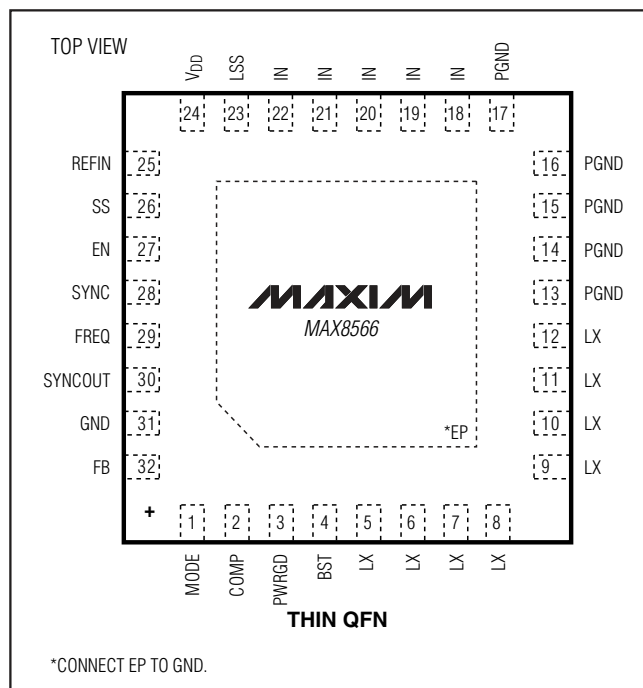 TOP VIEW
VDD
LSS
IN
IN
IN
IN
IN
PGND
24
23
22
21
20
19
18
17
REFIN 25
16 PGND
SS 26
15 PGND
EN 27
14 PGND
SYNC 28
13 PGND
MAXIM
MAX8566
FREQ 29
12 LX
SYNCOUT 30
11 LX
GND 31
10 LX
*EP
FB 32
9 LX
+
1
2
3
4
5
6
7
8
MODE
COMP
PWRGD
BST
LX
LX
LX
LX
THIN QFN
*CONNECT EP TO GND.